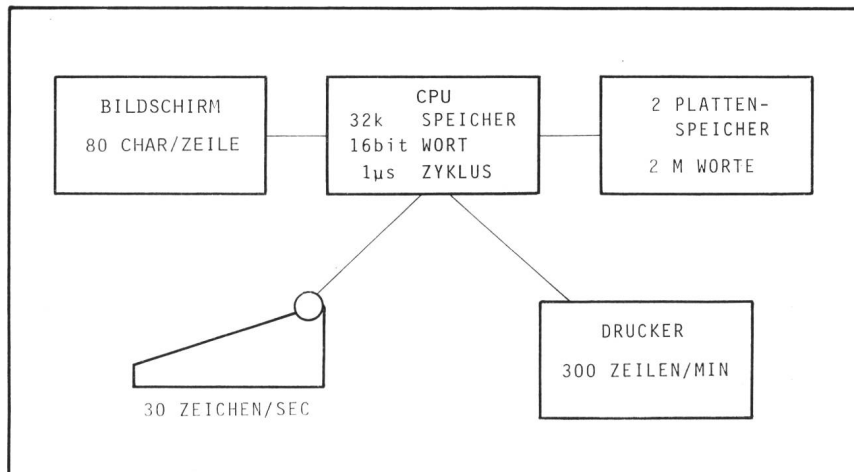 BILDSCHIRM
80 CHAR/ZEILE
CPU
32k SPEICHER
16bit WORT
1µs ZYKLUS
2 PLATTEN-
SPEICHER
2 M WORTE
30 ZEICHEN/SEC
DRUCKER
300 ZEILEN/MIN